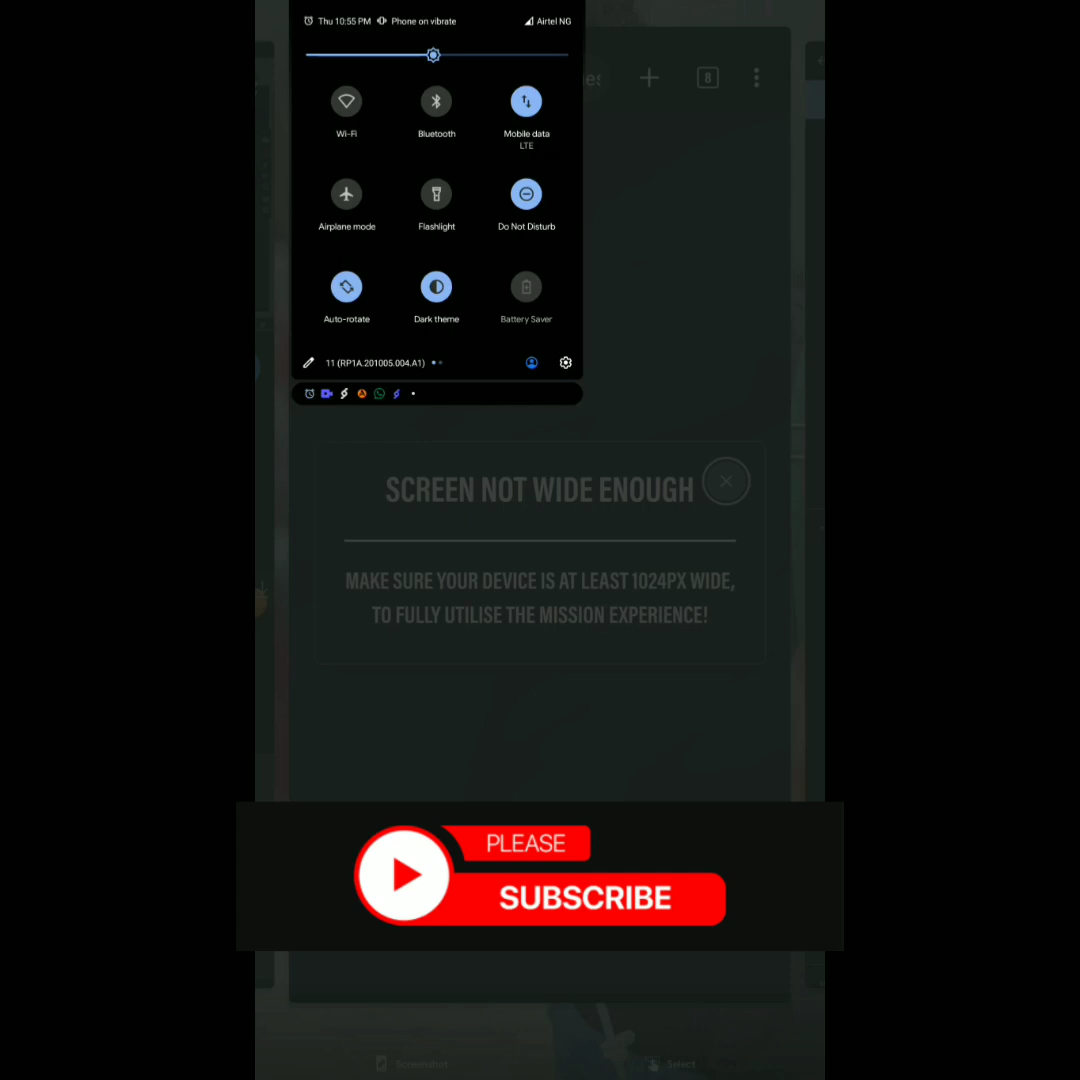 Thu 10:55 PM Phone on vibrate Airtel NG
8
Wi-Fi Bluetooth Mobile data
LTE
Airplane mode Flashlight Do Not Disturb
Auto-rotate Dark theme Battery Saver
11 (RP1A.201005.004.A1)
SCREEN NOT WIDE ENOUGH
MAKE SURE YOUR DEVICE IS AT LEAST 1024PX WIDE,
TO FULLY UTILISE THE MISSION EXPERIENCE!
PLEASE
SUBSCRIBE
Screenshot Select